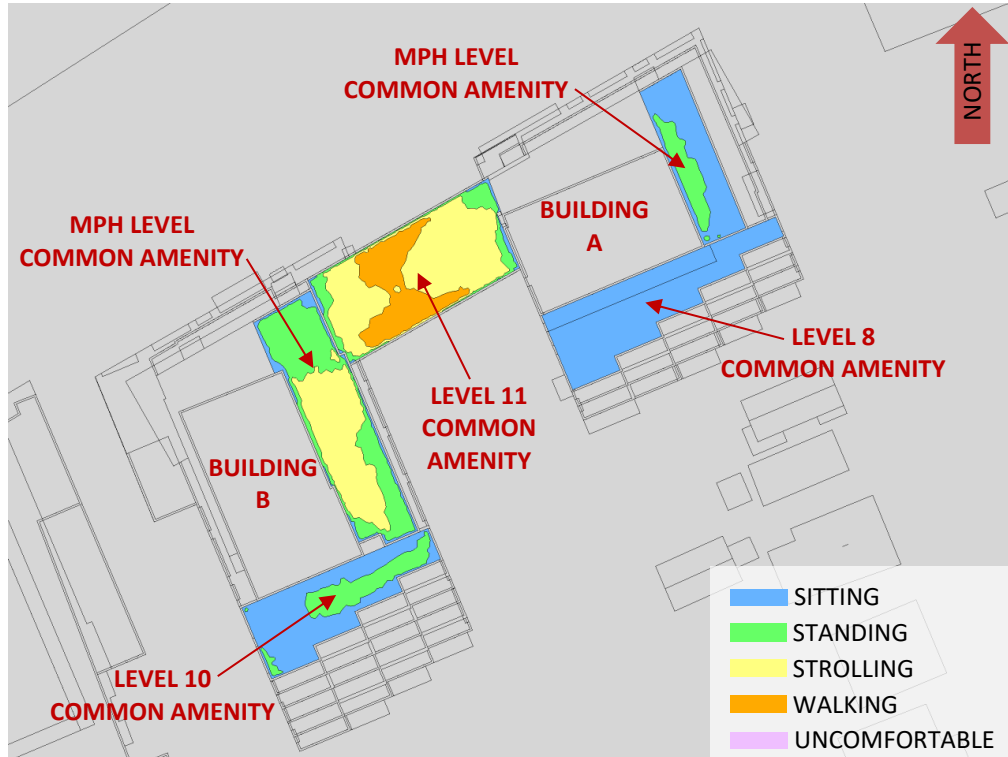 MPH LEVEL
COMMON AMENITY
NORTH
MPH LEVEL
COMMON AMENITY
BUILDING
A
LEVEL 8
COMMON AMENITY
LEVEL 11
COMMON
AMENITY
BUILDING
B
LEVEL 10
COMMON AMENITY
SITTING
STANDING
STROLLING
WALKING
UNCOMFORTABLE